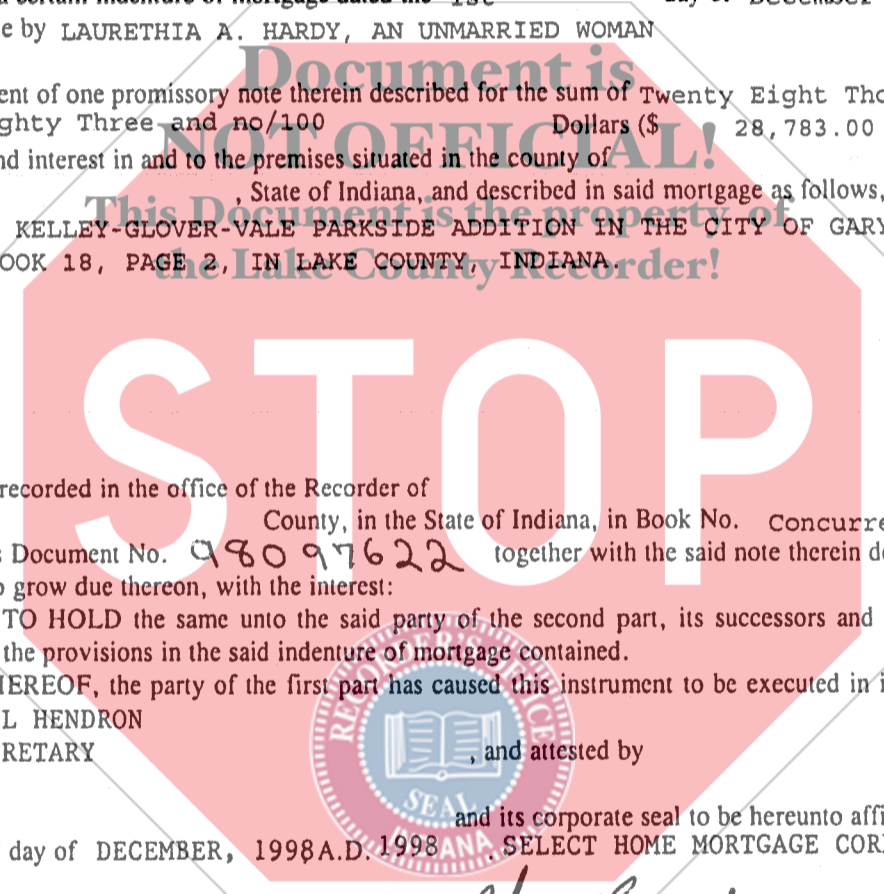 e by LAURETHIA A. HARDY, AN UNMARRIED WOMAN
Document is
ent of one promissory note therein described for the sum of Twenty Eight Tho
ghty Three and no/100 Dollars ($ 28,783.00
NOT OFFICIAL!
nd interest in and to the premises situated in the county of
, State of Indiana, and described in said mortgage as follows,
This Document is the property of
KELLEY-GLOVER-VALE PARKSIDE ADDITION IN THE CITY OF GARY
OOK 18, PAGE 2, IN LAKE COUNTY, INDIANA.
the Lake County Recorder!
STOP
recorded in the office of the Recorder of
County, in the State of Indiana, in Book No. Concurre
s Document No. 98097622 together with the said note therein de
o grow due thereon, with the interest:
TO HOLD the same unto the said party of the second part, its successors and
the provisions in the said indenture of mortgage contained.
HEREOF, the party of the first part has caused this instrument to be executed in i
L HENDRON
RETARY , and attested by
RECORDER'S OFFICE
SEAL
INDIANA
and its corporate seal to be hereunto affi
day of DECEMBER, 1998A.D. 1998 . SELECT HOME MORTGAGE COR